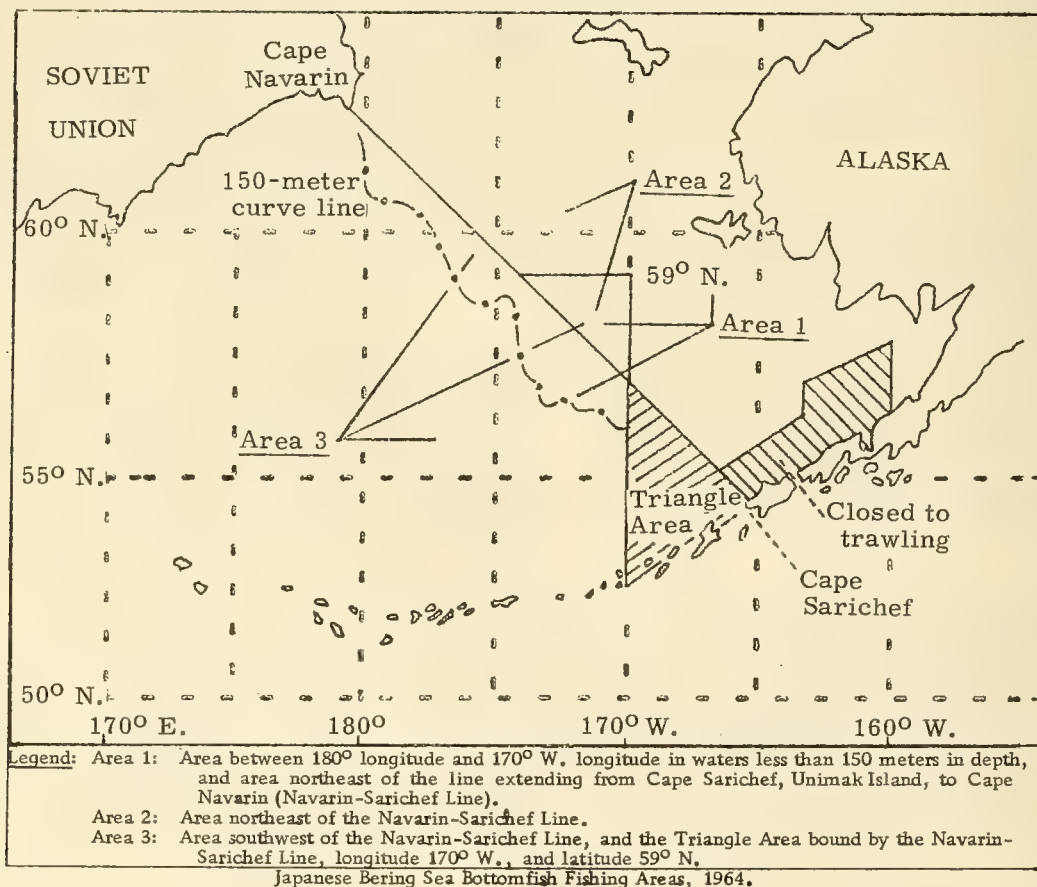 Cape
Navarin
SOVIET
UNION
ALASKA
150-meter
curve line
Area 2
60° N.
59° N.
Area 1
Area 3
55° N.
Triangle
Area
Closed to
trawling
Cape
Sarichef
50° N.
170° E.
180°
170° W.
160° W.
Legend: Area 1: Area between 180° longitude and 170° W. longitude in waters less than 150 meters in depth,
and area northeast of the line extending from Cape Sarichef, Unimak Island, to Cape
Navarin (Navarin-Sarichef Line).
Area 2: Area northeast of the Navarin-Sarichef Line.
Area 3: Area southwest of the Navarin-Sarichef Line, and the Triangle Area bound by the Navarin-
Sarichef Line, longitude 170° W., and latitude 59° N.
Japanese Bering Sea Bottomfish Fishing Areas, 1964.